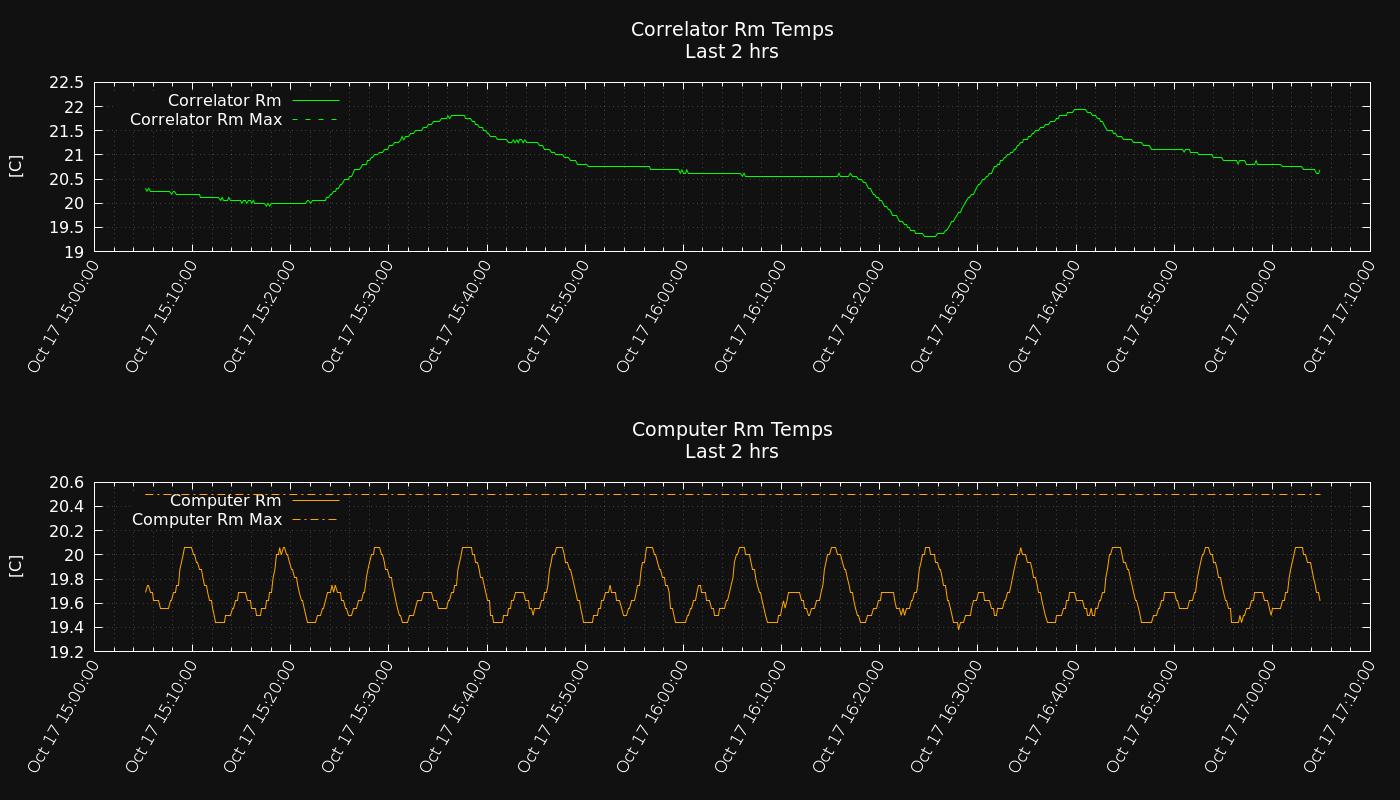 Correlator Rm Temps
Last 2 hrs
22.5
22
21.5
21
20.5
20
19.5
19
[C]
Correlator Rm
Correlator Rm Max
Oct 17 15:00:00
Oct 17 15:10:00
Oct 17 15:20:00
Oct 17 15:30:00
Oct 17 15:40:00
Oct 17 15:50:00
Oct 17 16:00:00
Oct 17 16:10:00
Oct 17 16:20:00
Oct 17 16:30:00
Oct 17 16:40:00
Oct 17 16:50:00
Oct 17 17:00:00
Oct 17 17:10:00
Computer Rm Temps
Last 2 hrs
20.6
20.4
20.2
20
19.8
19.6
19.4
19.2
[C]
Computer Rm
Computer Rm Max
Oct 17 15:00:00
Oct 17 15:10:00
Oct 17 15:20:00
Oct 17 15:30:00
Oct 17 15:40:00
Oct 17 15:50:00
Oct 17 16:00:00
Oct 17 16:10:00
Oct 17 16:20:00
Oct 17 16:30:00
Oct 17 16:40:00
Oct 17 16:50:00
Oct 17 17:00:00
Oct 17 17:10:00